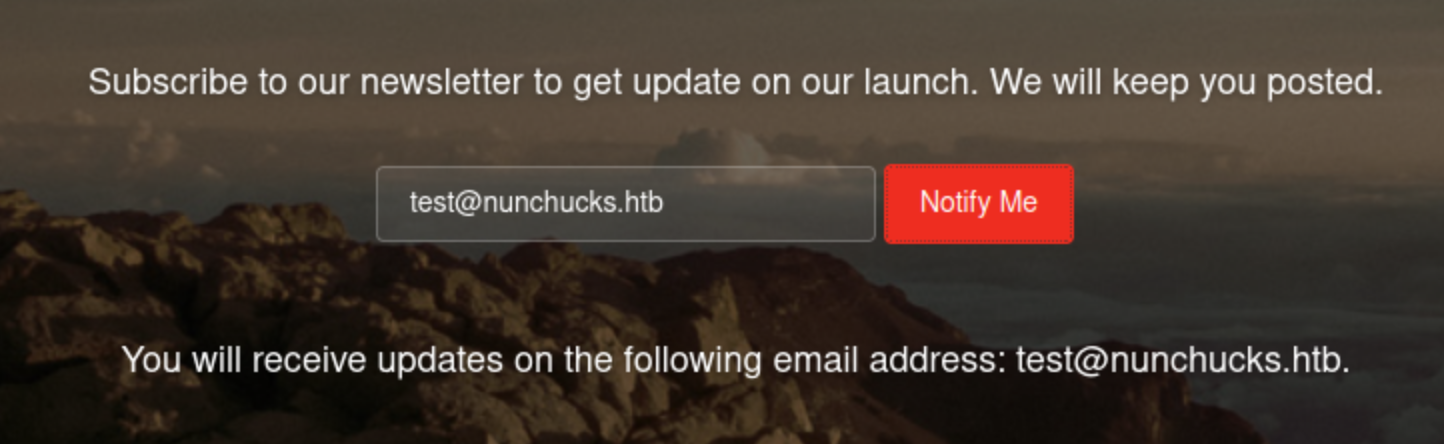 Subscribe to our newsletter to get update on our launch. We will keep you posted.
test@nunchucks.htb
Notify Me
You will receive updates on the following email address: test@nunchucks.htb.